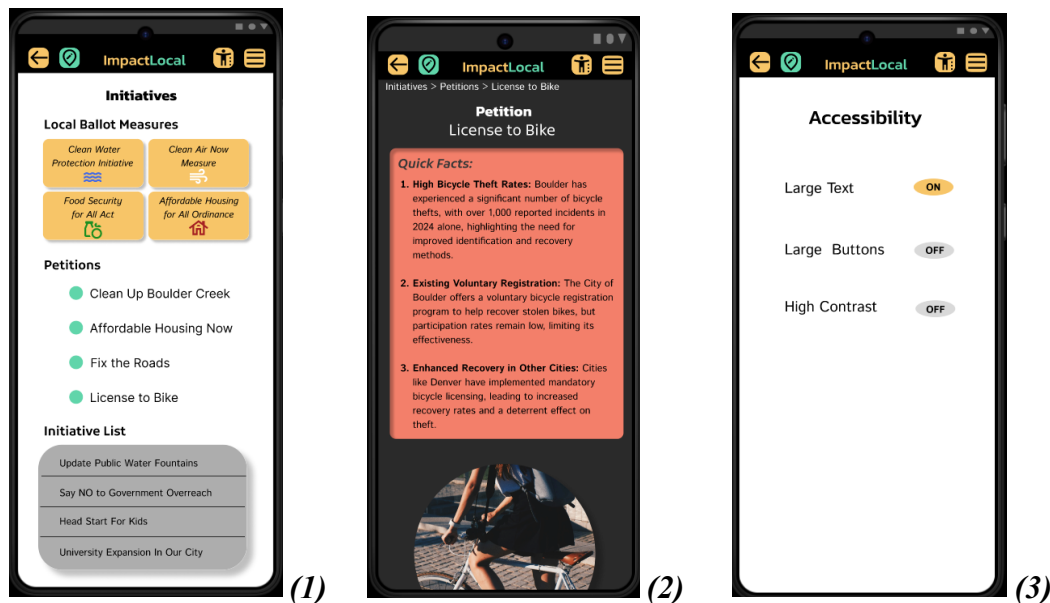 ImpactLocal
Initiatives
Local Ballot Measures
Clean Water
Protection Initiative
Clean Air Now
Measure
Food Security
for All Act
Affordable Housing
for All Ordinance
Petitions
Clean Up Boulder Creek
Affordable Housing Now
Fix the Roads
License to Bike
Initiative List
Update Public Water Fountains
Say NO to Government Overreach
Head Start For Kids
University Expansion In Our City
(1)
ImpactLocal
Initiatives > Petitions > License to Bike
Petition
License to Bike
Quick Facts:
1. High Bicycle Theft Rates: Boulder has
experienced a significant number of bicycle
thefts, with over 1,000 reported incidents in
2024 alone, highlighting the need for
improved identification and recovery
methods.
2. Existing Voluntary Registration: The City of
Boulder offers a voluntary bicycle registration
program to help recover stolen bikes, but
participation rates remain low, limiting its
effectiveness.
3. Enhanced Recovery in Other Cities: Cities
like Denver have implemented mandatory
bicycle licensing, leading to increased
recovery rates and a deterrent effect on
theft.
(2)
ImpactLocal
Accessibility
Large Text ON
Large Buttons OFF
High Contrast OFF
(3)